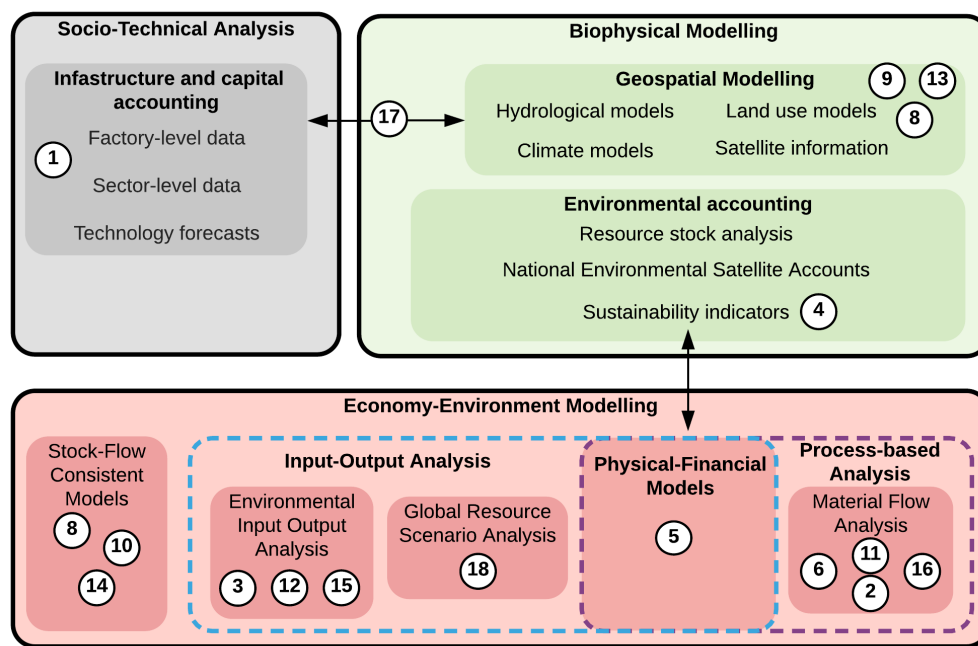 Socio-Technical Analysis
Infastructure and capital
accounting
Factory-level data
1
Sector-level data
Technology forecasts
17
Biophysical Modelling
Geospatial Modelling
9
13
Hydrological models
Land use models
8
Climate models
Satellite information
Environmental accounting
Resource stock analysis
National Environmental Satellite Accounts
Sustainability indicators
4
Economy-Environment Modelling
Stock-Flow
Consistent
Models
8
10
14
Input-Output Analysis
Environmental
Input Output
Analysis
3
12
15
Global Resource
Scenario Analysis
18
Physical-Financial
Models
5
Process-based
Analysis
Material Flow
Analysis
6
11
16
2